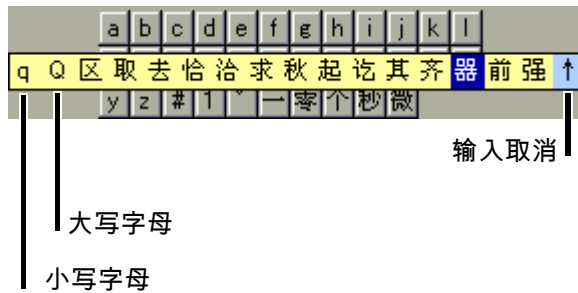 a b c d e f g h i j k l
q Q 区 取 去 恰 洽 求 秋 起 讫 其 齐 器 前 强 ↑
y z # 1 ° 一 零 个 秒 微
输入取消
大写字母
小写字母